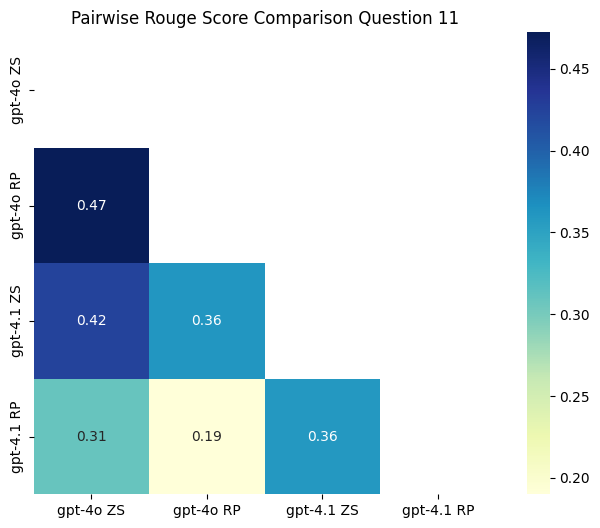 Pairwise Rouge Score Comparison Question 11
gpt-4o ZS
gpt-4o RP
0.47
gpt-4.1 ZS
0.42 0.36
gpt-4.1 RP
0.31 0.19 0.36
gpt-4o ZS gpt-4o RP gpt-4.1 ZS gpt-4.1 RP
0.45
0.40
0.35
0.30
0.25
0.20